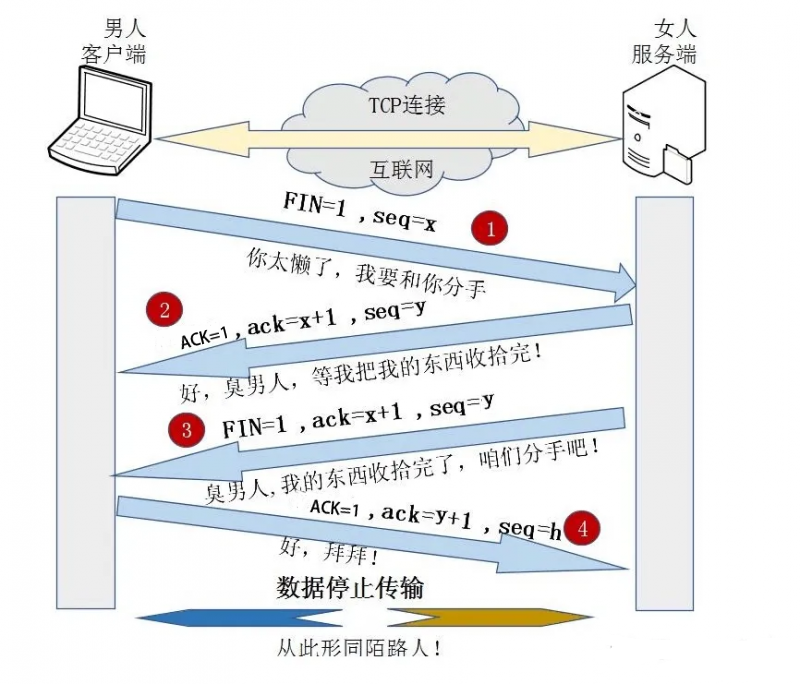 男人
客户端
女人
服务端
TCP连接
互联网
FIN=1 ,seq=x
1
你太懒了，我要和你分手
2
ACK=1,ack=x+1 ,seq=y
好，臭男人，等我把我的东西收拾完！
3
FIN=1 ,ack=x+1 ,seq=y
臭男人,我的东西收拾完了，咱们分手吧！
ACK=1 ,ack=y+1 ,seq=h
4
好，拜拜！
数据停止传输
从此形同陌路人！